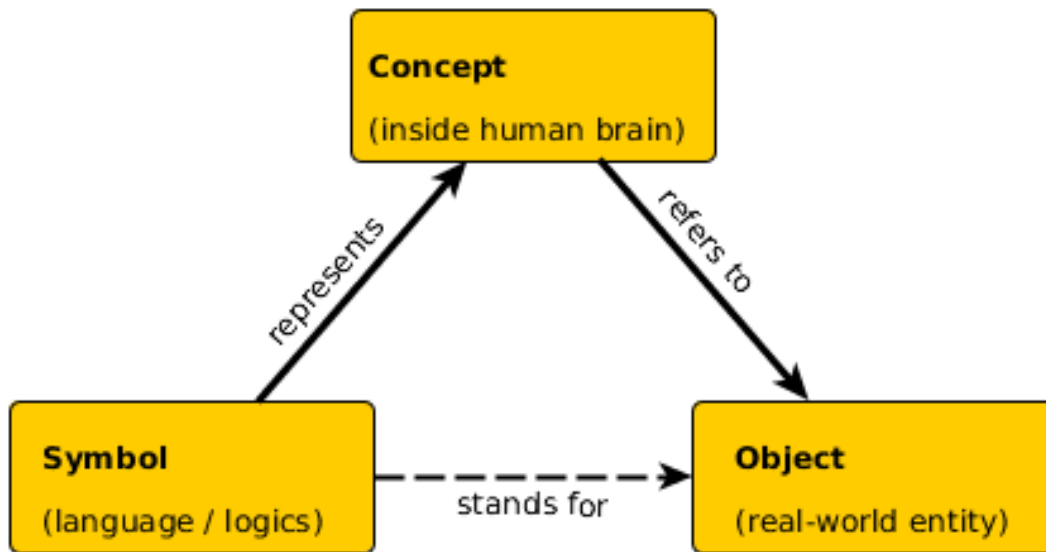 Concept
(inside human brain)
represents
refers to
Symbol
(language / logics)
stands for
Object
(real-world entity)